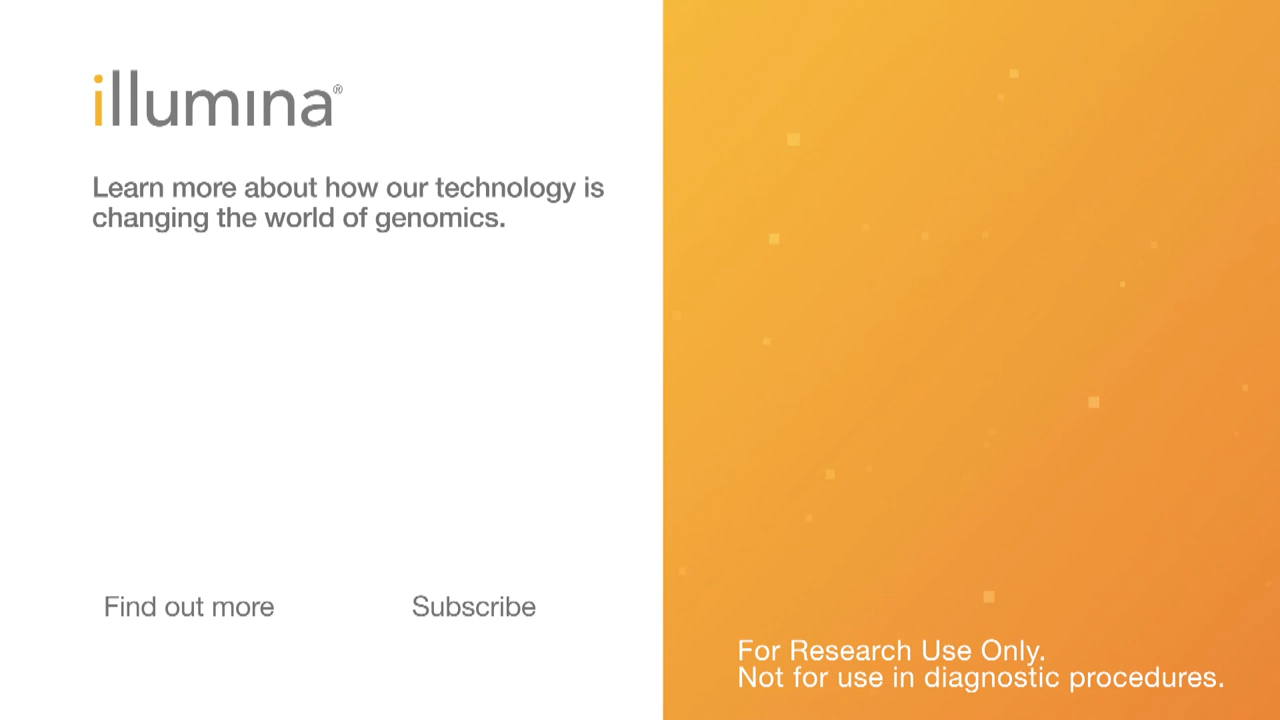 illumina®
Learn more about how our technology is
changing the world of genomics.
Find out more
Subscribe
For Research Use Only.
Not for use in diagnostic procedures.